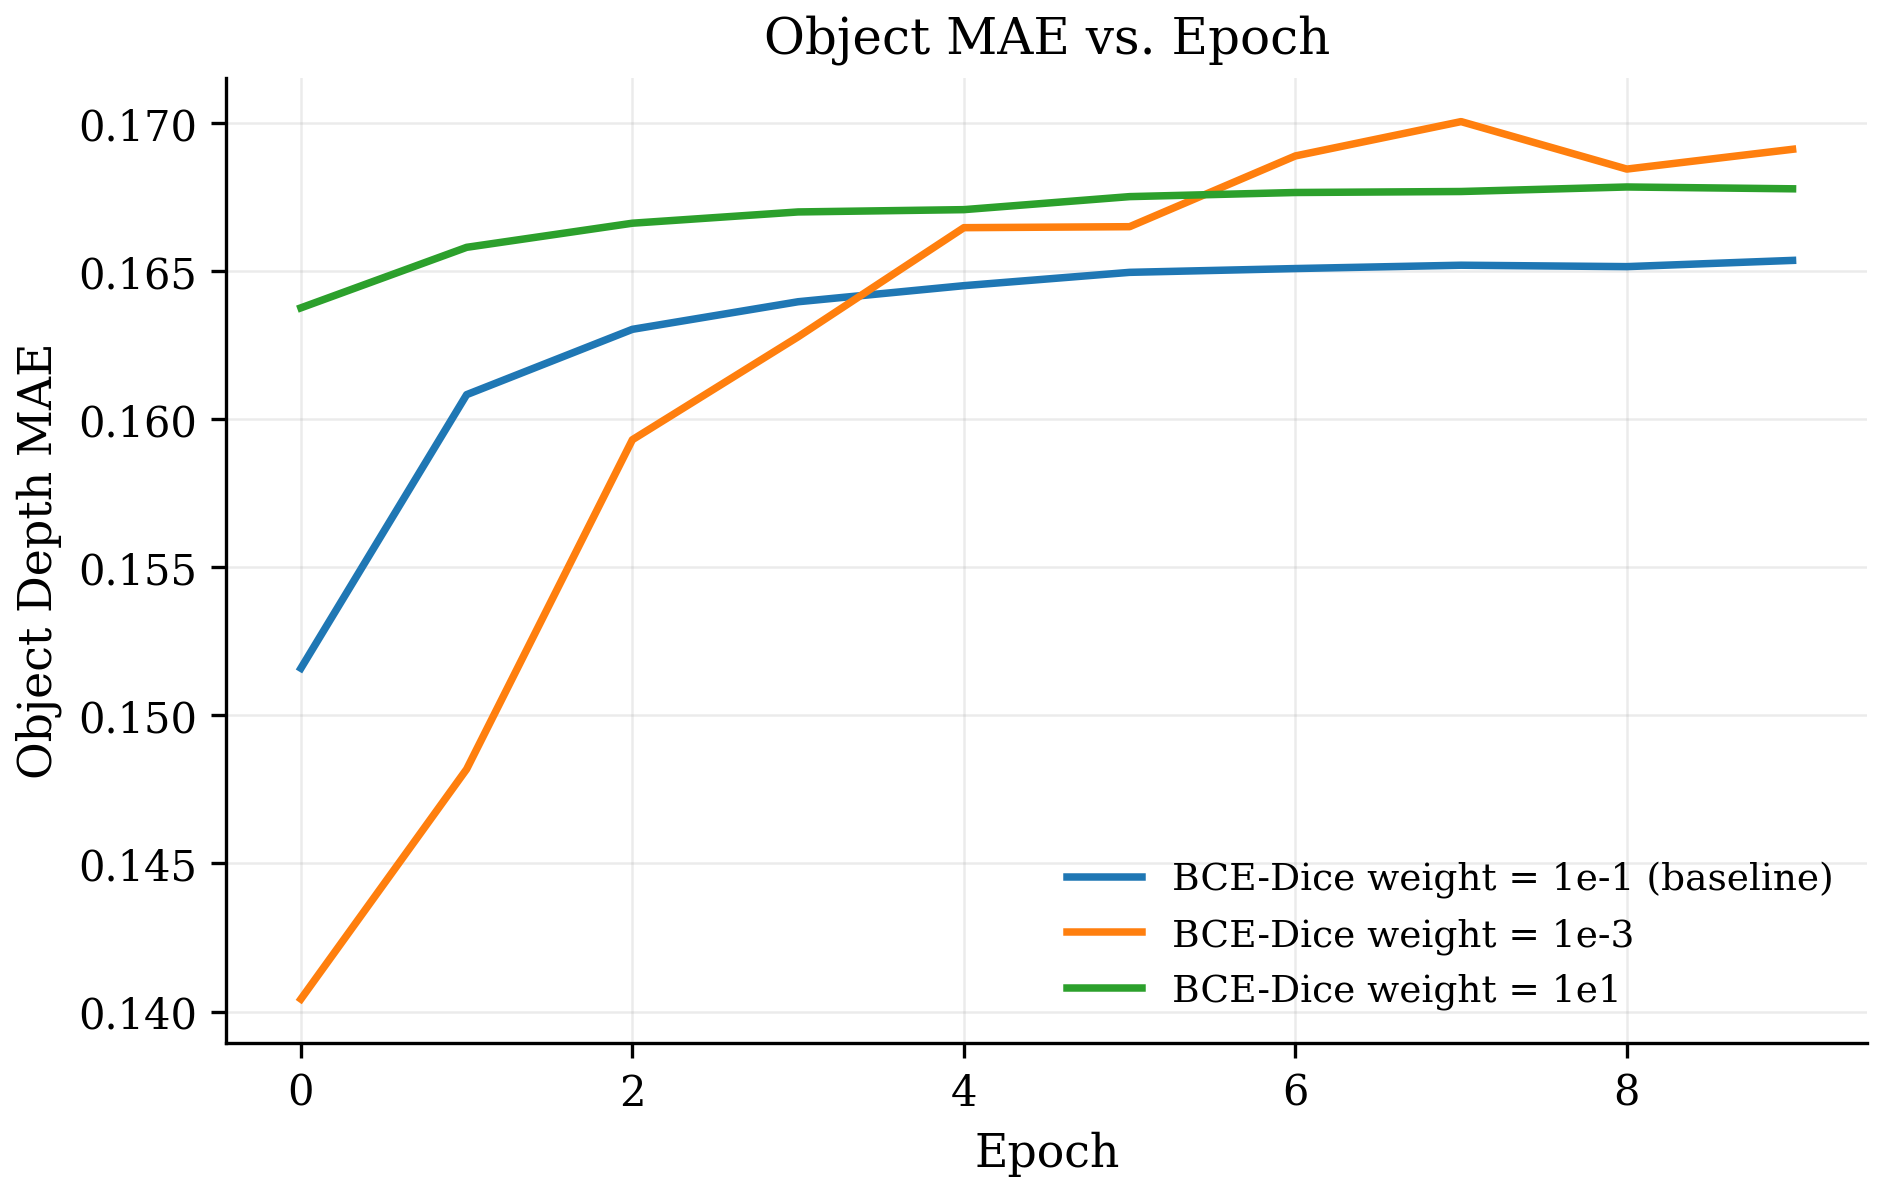 Object MAE vs. Epoch
Object Depth MAE
0.170
0.165
0.160
0.155
0.150
0.145
0.140
BCE-Dice weight = 1e-1 (baseline)
BCE-Dice weight = 1e-3
BCE-Dice weight = 1e1
0 2 4 6 8
Epoch